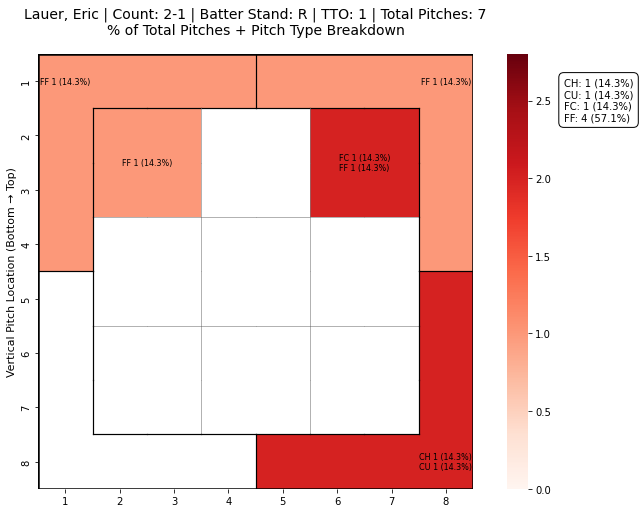 Lauer, Eric | Count: 2-1 | Batter Stand: R | TTO: 1 | Total Pitches: 7
% of Total Pitches + Pitch Type Breakdown
FF 1 (14.3%)
FF 1 (14.3%)
FF 1 (14.3%)
FC 1 (14.3%)
FF 1 (14.3%)
CH 1 (14.3%)
CU 1 (14.3%)
Vertical Pitch Location (Bottom → Top)
1
2
3
4
5
6
7
8
1
2
3
4
5
6
7
8
2.5
2.0
1.5
1.0
0.5
0.0
CH: 1 (14.3%)
CU: 1 (14.3%)
FC: 1 (14.3%)
FF: 4 (57.1%)